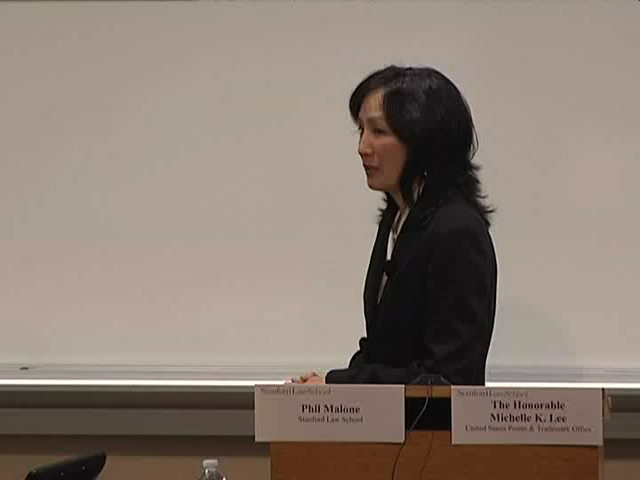 Stanford Law School
Phil Malone
Stanford Law School
Stanford Law School
The Honorable
Michelle K. Lee
United States Patents & Trademark Office